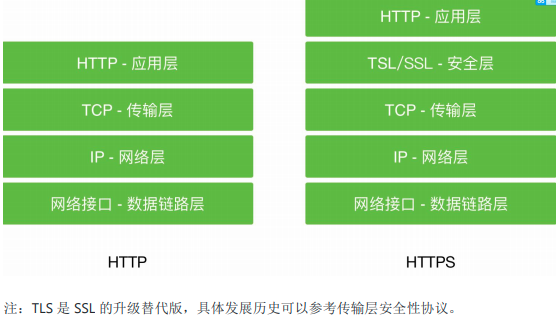 HTTP - 应用层
TCP - 传输层
IP - 网络层
网络接口 - 数据链路层
HTTP
HTTP - 应用层
TSL/SSL - 安全层
TCP - 传输层
IP - 网络层
网络接口 - 数据链路层
HTTPS
注：TLS 是 SSL 的升级替代版，具体发展历史可以参考传输层安全性协议。